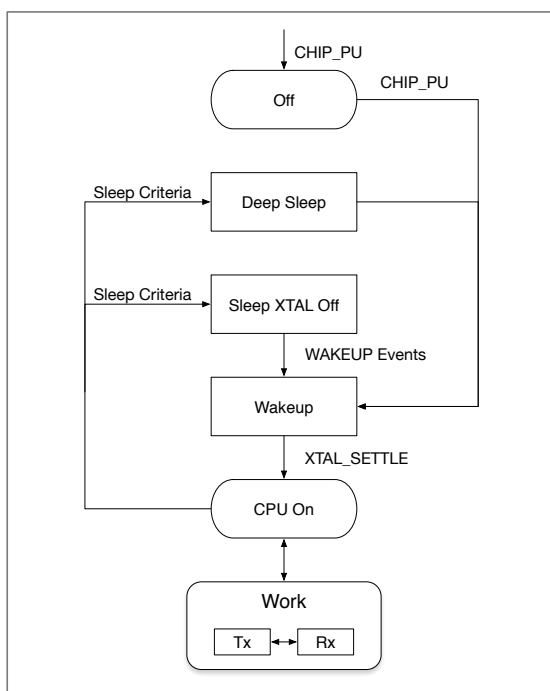 CHIP_PU
CHIP_PU
Off
Sleep Criteria
Deep Sleep
Sleep Criteria
Sleep XTAL Off
WAKEUP Events
Wakeup
XTAL_SETTLE
CPU On
Work
Tx
Rx